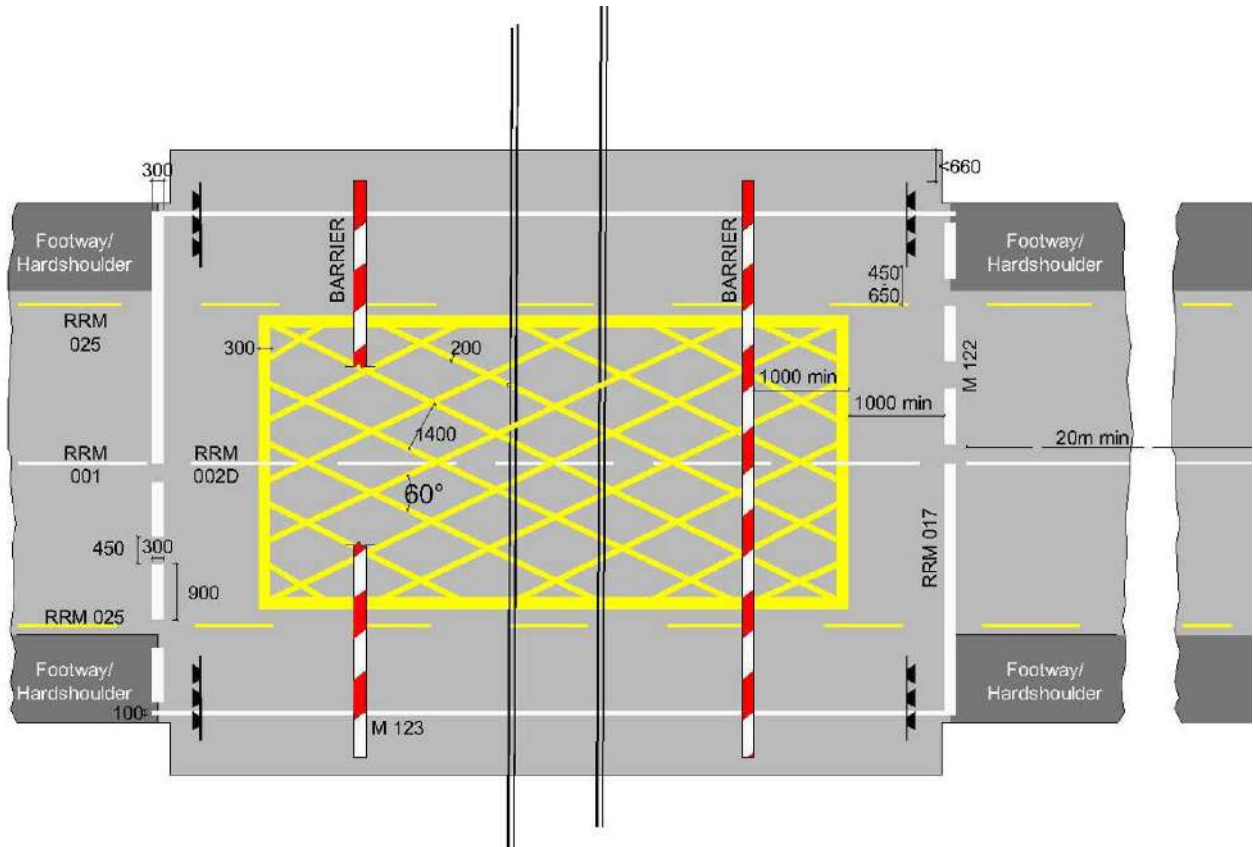 300
<660
Footway/
Hardshoulder
BARRIER
BARRIER
Footway/
Hardshoulder
450
650
RRM
025
300
200
M 122
1000 min
1000 min
1400
20m min
RRM
001
RRM
002D
60°
450
300
RRM 017
900
RRM 025
Footway/
Hardshoulder
Footway/
Hardshoulder
100
M 123